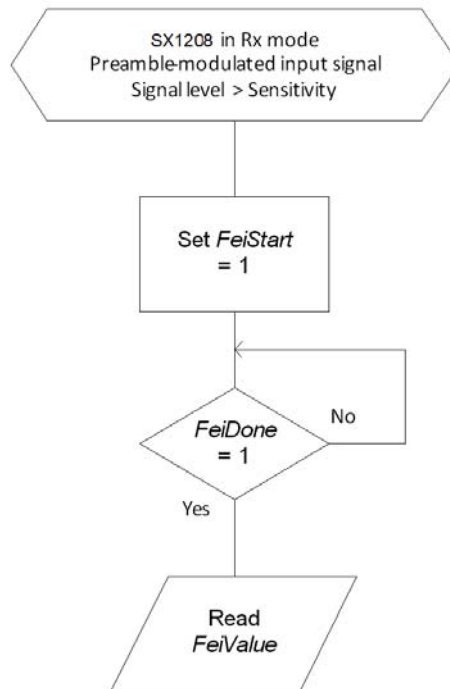 SX1208 in Rx mode
Preamble-modulated input signal
Signal level > Sensitivity
Set FeiStart
= 1
FeiDone
= 1
No
Yes
Read
FeiValue